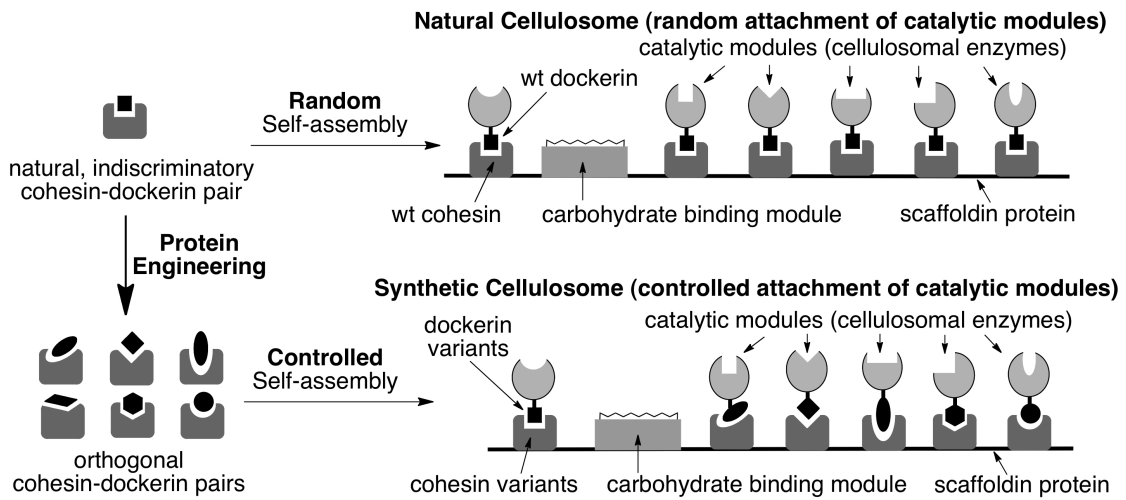 Natural Cellulosome (random attachment of catalytic modules)
catalytic modules (cellulosomal enzymes)
wt dockerin
Random
Self-assembly
natural, indiscriminatory
cohesin-dockerin pair
wt cohesin
carbohydrate binding module
scaffoldin protein
Protein
Engineering
Synthetic Cellulosome (controlled attachment of catalytic modules)
dockerin
variants
catalytic modules (cellulosomal enzymes)
Controlled
Self-assembly
orthogonal
cohesin-dockerin pairs
cohesin variants
carbohydrate binding module
scaffoldin protein